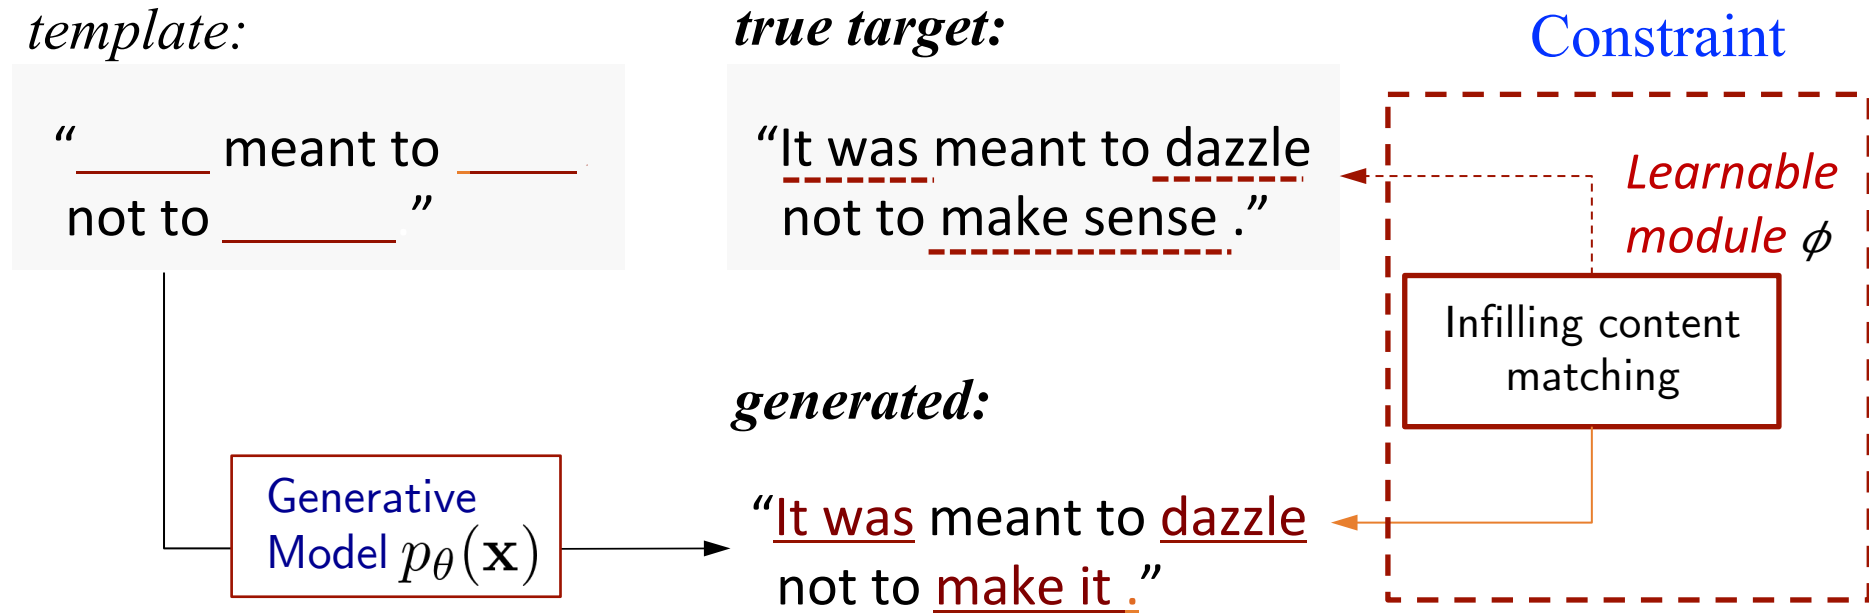 template:
“_____ meant to _____
not to _______.”
true target:
“It was meant to dazzle
not to make sense .”
Constraint
Learnable
module ϕ
Infilling content
matching
generated:
“It was meant to dazzle
not to make it .”
Generative
Model pθ(x)